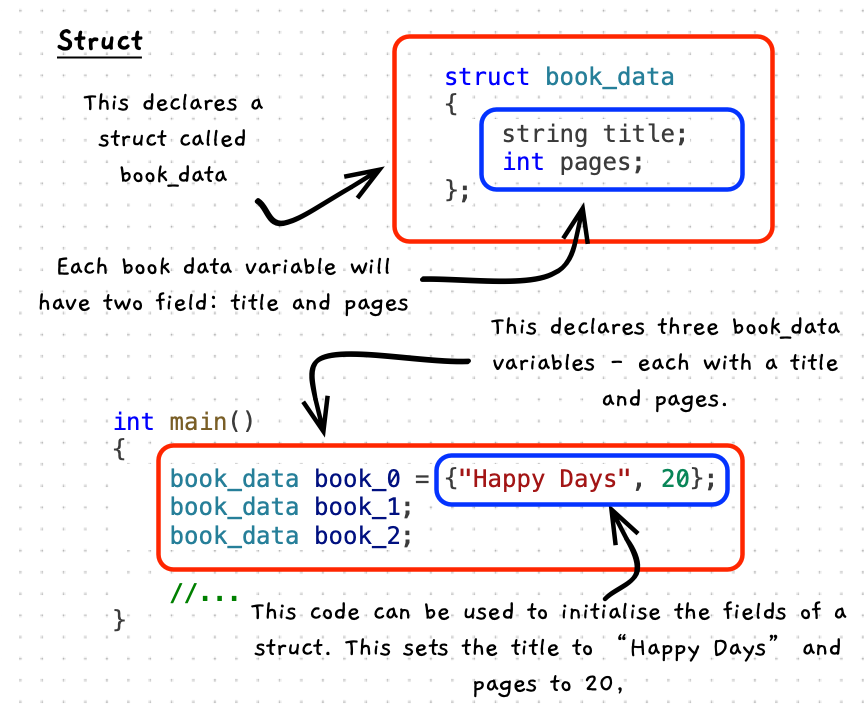 Struct
This declares a
struct called
book_data
struct book_data
{
string title;
int pages;
};
Each book data variable will
have two field: title and pages
This declares three book_data
variables - each with a title
and pages.
int main()
{
book_data book_0 = {"Happy Days", 20};
book_data book_1;
book_data book_2;
//...
}
This code can be used to initialise the fields of a
struct. This sets the title to “Happy Days” and
pages to 20,